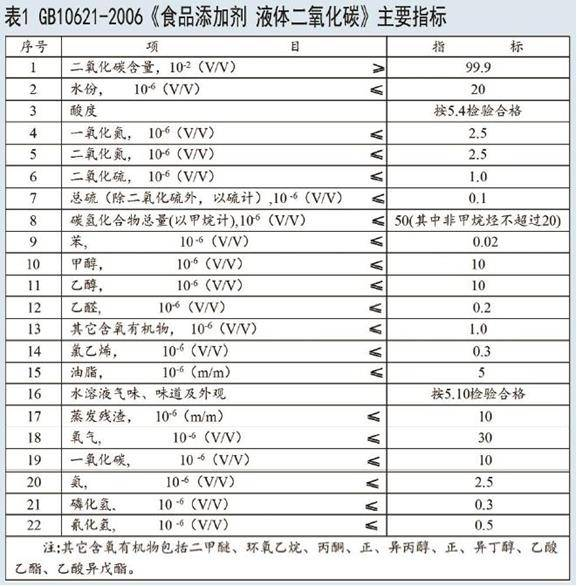 表1 GB10621-2006《食品添加剂 液体二氧化碳》主要指标
序号 项 目 指 标
1 二氧化碳含量, 10-2（V/V） ≥ 99.9
2 水份, 10-6（V/V） ≤ 20
3 酸度 按5.4检验合格
4 一氧化氮, 10-6（V/V） ≤ 2.5
5 二氧化氮, 10-6（V/V） ≤ 2.5
6 二氧化硫, 10-6（V/V） ≤ 1.0
7 总硫（除二氧化硫外，以硫计）,10-6（V/V） ≤ 0.1
8 碳氢化合物总量(以甲烷计),10-6（V/V） ≤ 50(其中非甲烷烃不超过20)
9 苯, 10-6（V/V） ≤ 0.02
10 甲醇, 10-6（V/V） ≤ 10
11 乙醇, 10-6（V/V） ≤ 10
12 乙醛, 10-6（V/V） ≤ 0.2
13 其它含氧有机物, 10-6（V/V） ≤ 1.0
14 氯乙烯, 10-6（V/V） ≤ 0.3
15 油脂, 10-6（m/m） ≤ 5
16 水溶液气味、味道及外观 按5.10检验合格
17 蒸发残渣, 10-6（m/m） ≤ 10
18 氧气, 10-6（V/V） ≤ 30
19 一氧化碳, 10-6（V/V） ≤ 10
20 氨, 10-6（V/V） ≤ 2.5
21 磷化氢、 10-6（V/V） ≤ 0.3
22 氰化氢, 10-6（V/V） ≤ 0.5
注:其它含氧有机物包括二甲醚、环氧乙烷、丙酮、正、异丙醇、正、异丁醇、乙酸
乙酯、乙酸异戊酯。